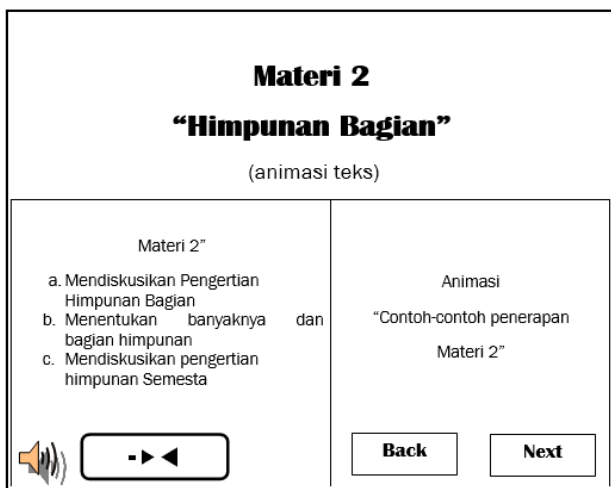 Materi 2
“Himpunan Bagian”
(animasi teks)
Materi 2”
a. Mendiskusikan Pengertian
Himpunan Bagian
b. Menentukan banyaknya dan
bagian himpunan
c. Mendiskusikan pengertian
himpunan Semesta
Animasi
“Contoh-contoh penerapan
Materi 2”
Back
Next